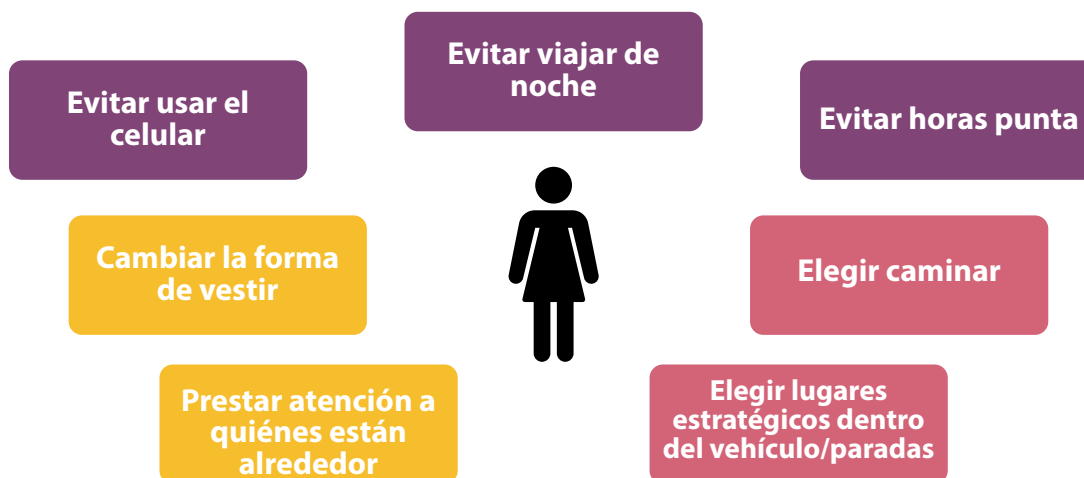 Evitar viajar de
noche
Evitar usar el
celular
Evitar horas punta
Cambiar la forma
de vestir
Elegir caminar
Prestar atención a
quiénes están
alrededor
Elegir lugares
estratégicos dentro
del vehículo/paradas